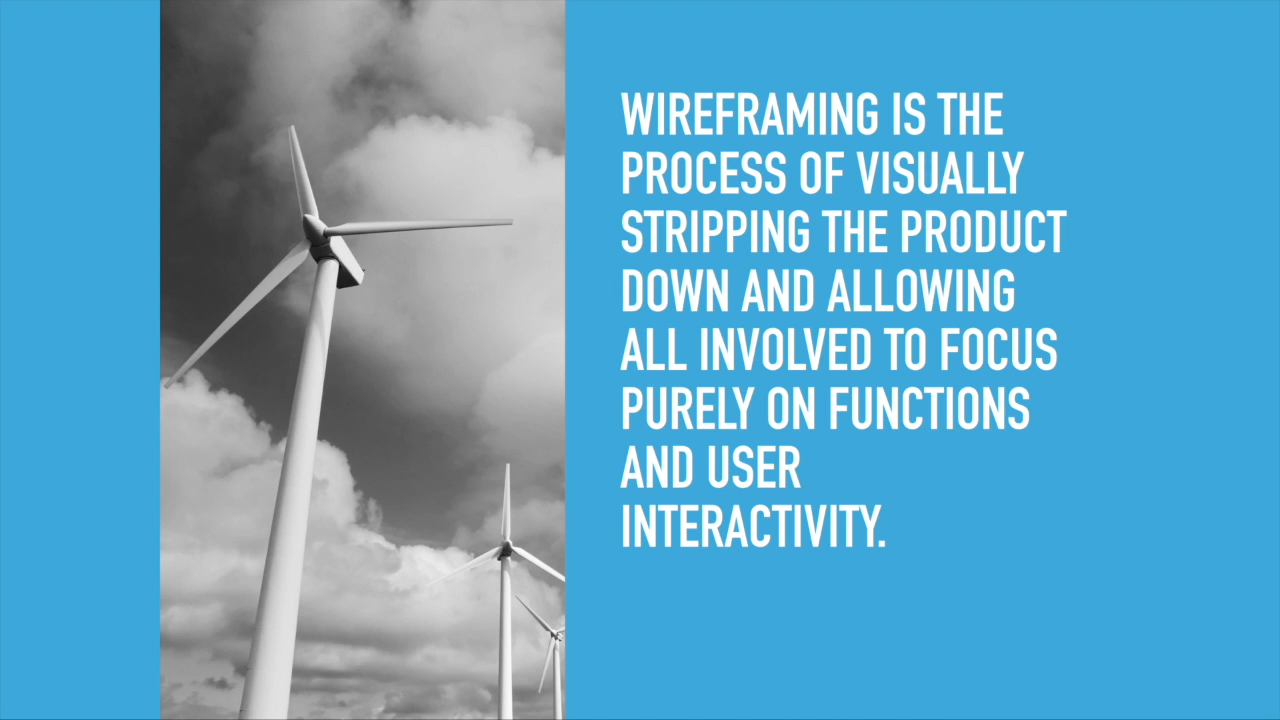 WIREFRAMING IS THE
PROCESS OF VISUALLY
STRIPPING THE PRODUCT
DOWN AND ALLOWING
ALL INVOLVED TO FOCUS
PURELY ON FUNCTIONS
AND USER
INTERACTIVITY.